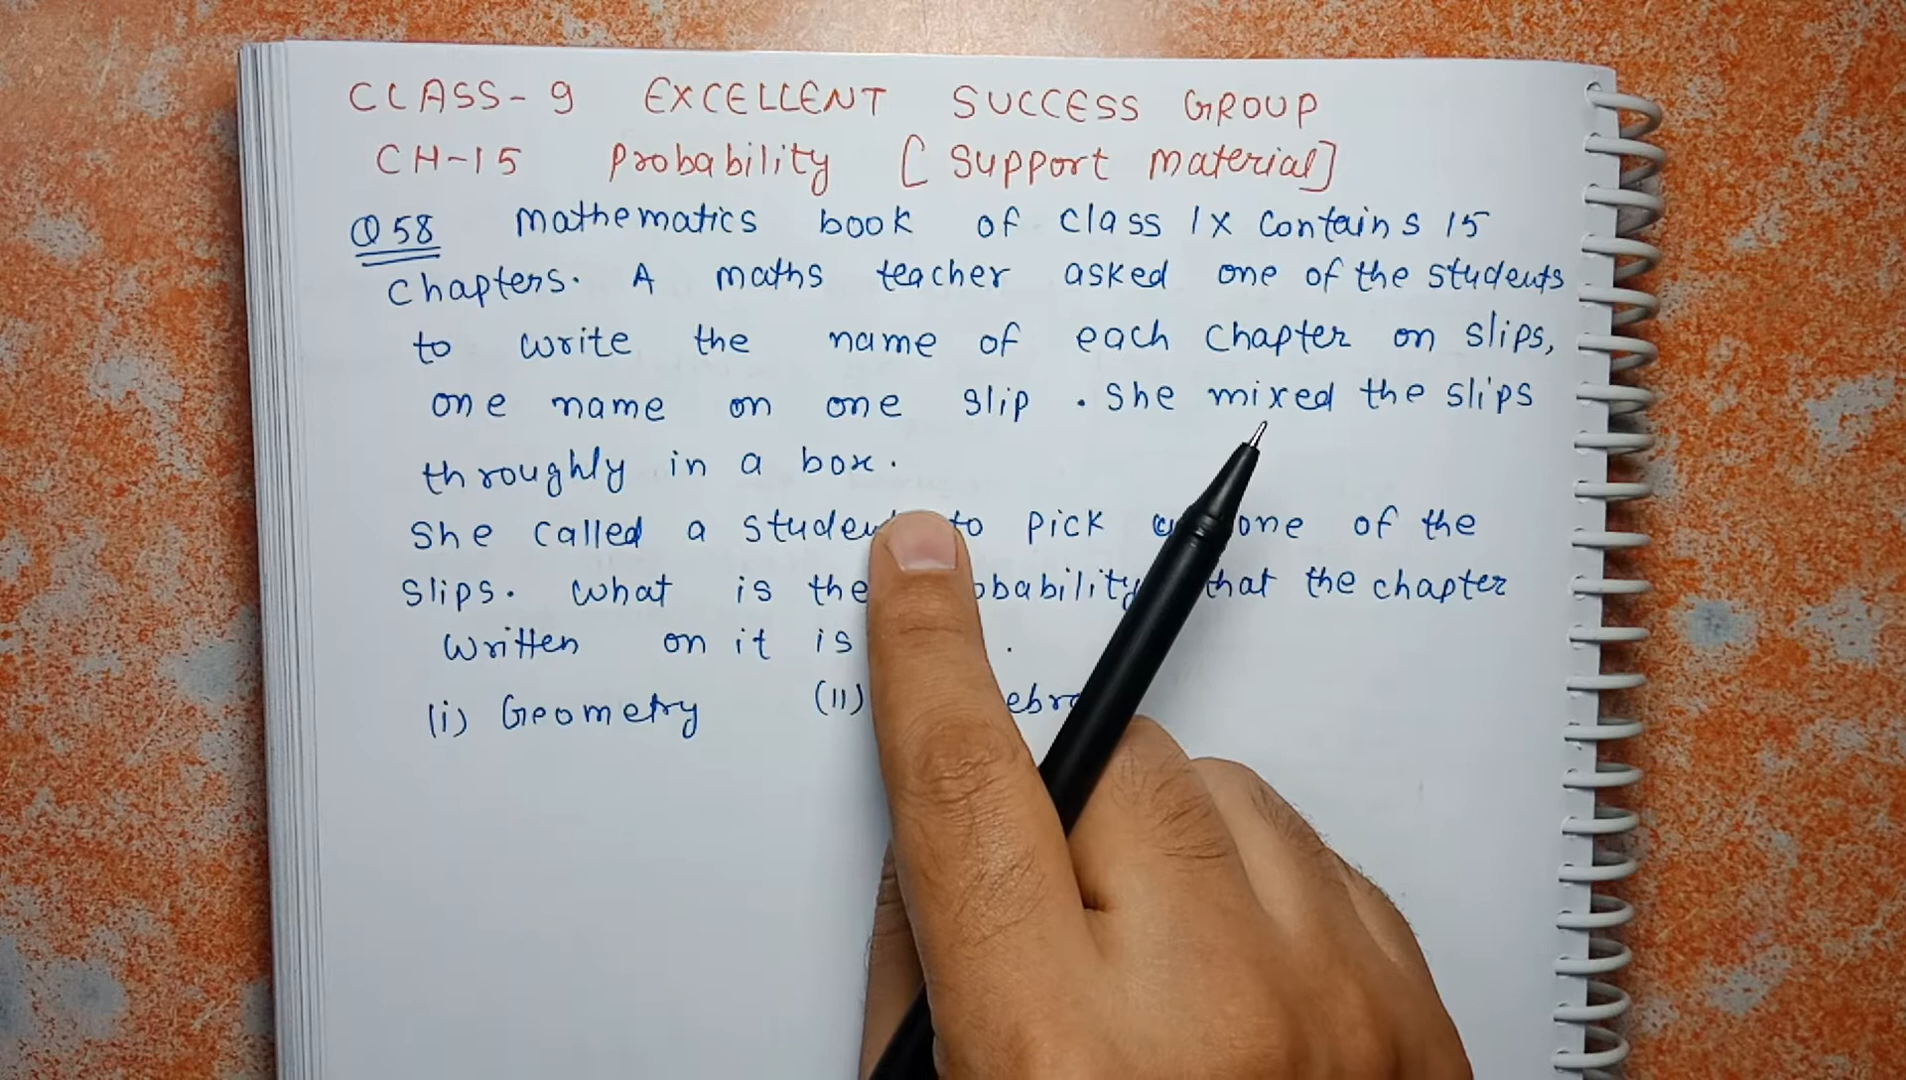 CLASS-9 EXCELLENT SUCCESS GROUP
CH-15 Probability [Support material]
Q58 Mathematics book of class IX contains 15
chapters. A maths teacher asked one of the students
to write the name of each chapter on slips,
one name on one slip. She mixed the slips
throughly in a box.
She called a student to pick one of the
slips. What is the that the chapter
written on it is
(i) Geometry (II)